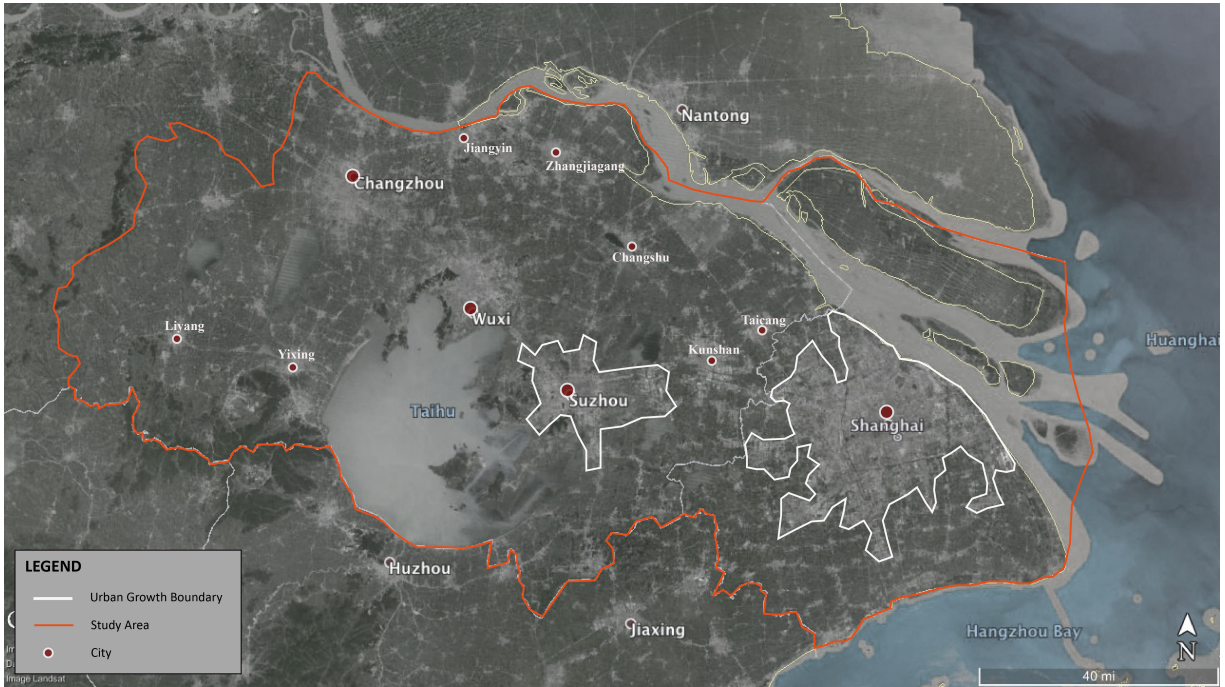 Nantong
Jiangyin
Zhangjiagang
Changzhou
Changshu
Liyang
Wuxi
Taicang
Yixing
Kunshan
Huanghai
Suzhou
Taihu
Shanghai
Huzhou
Jiaxing
Hangzhou Bay
LEGEND
Urban Growth Boundary
Study Area
City
Image Landsat
N
40 mi